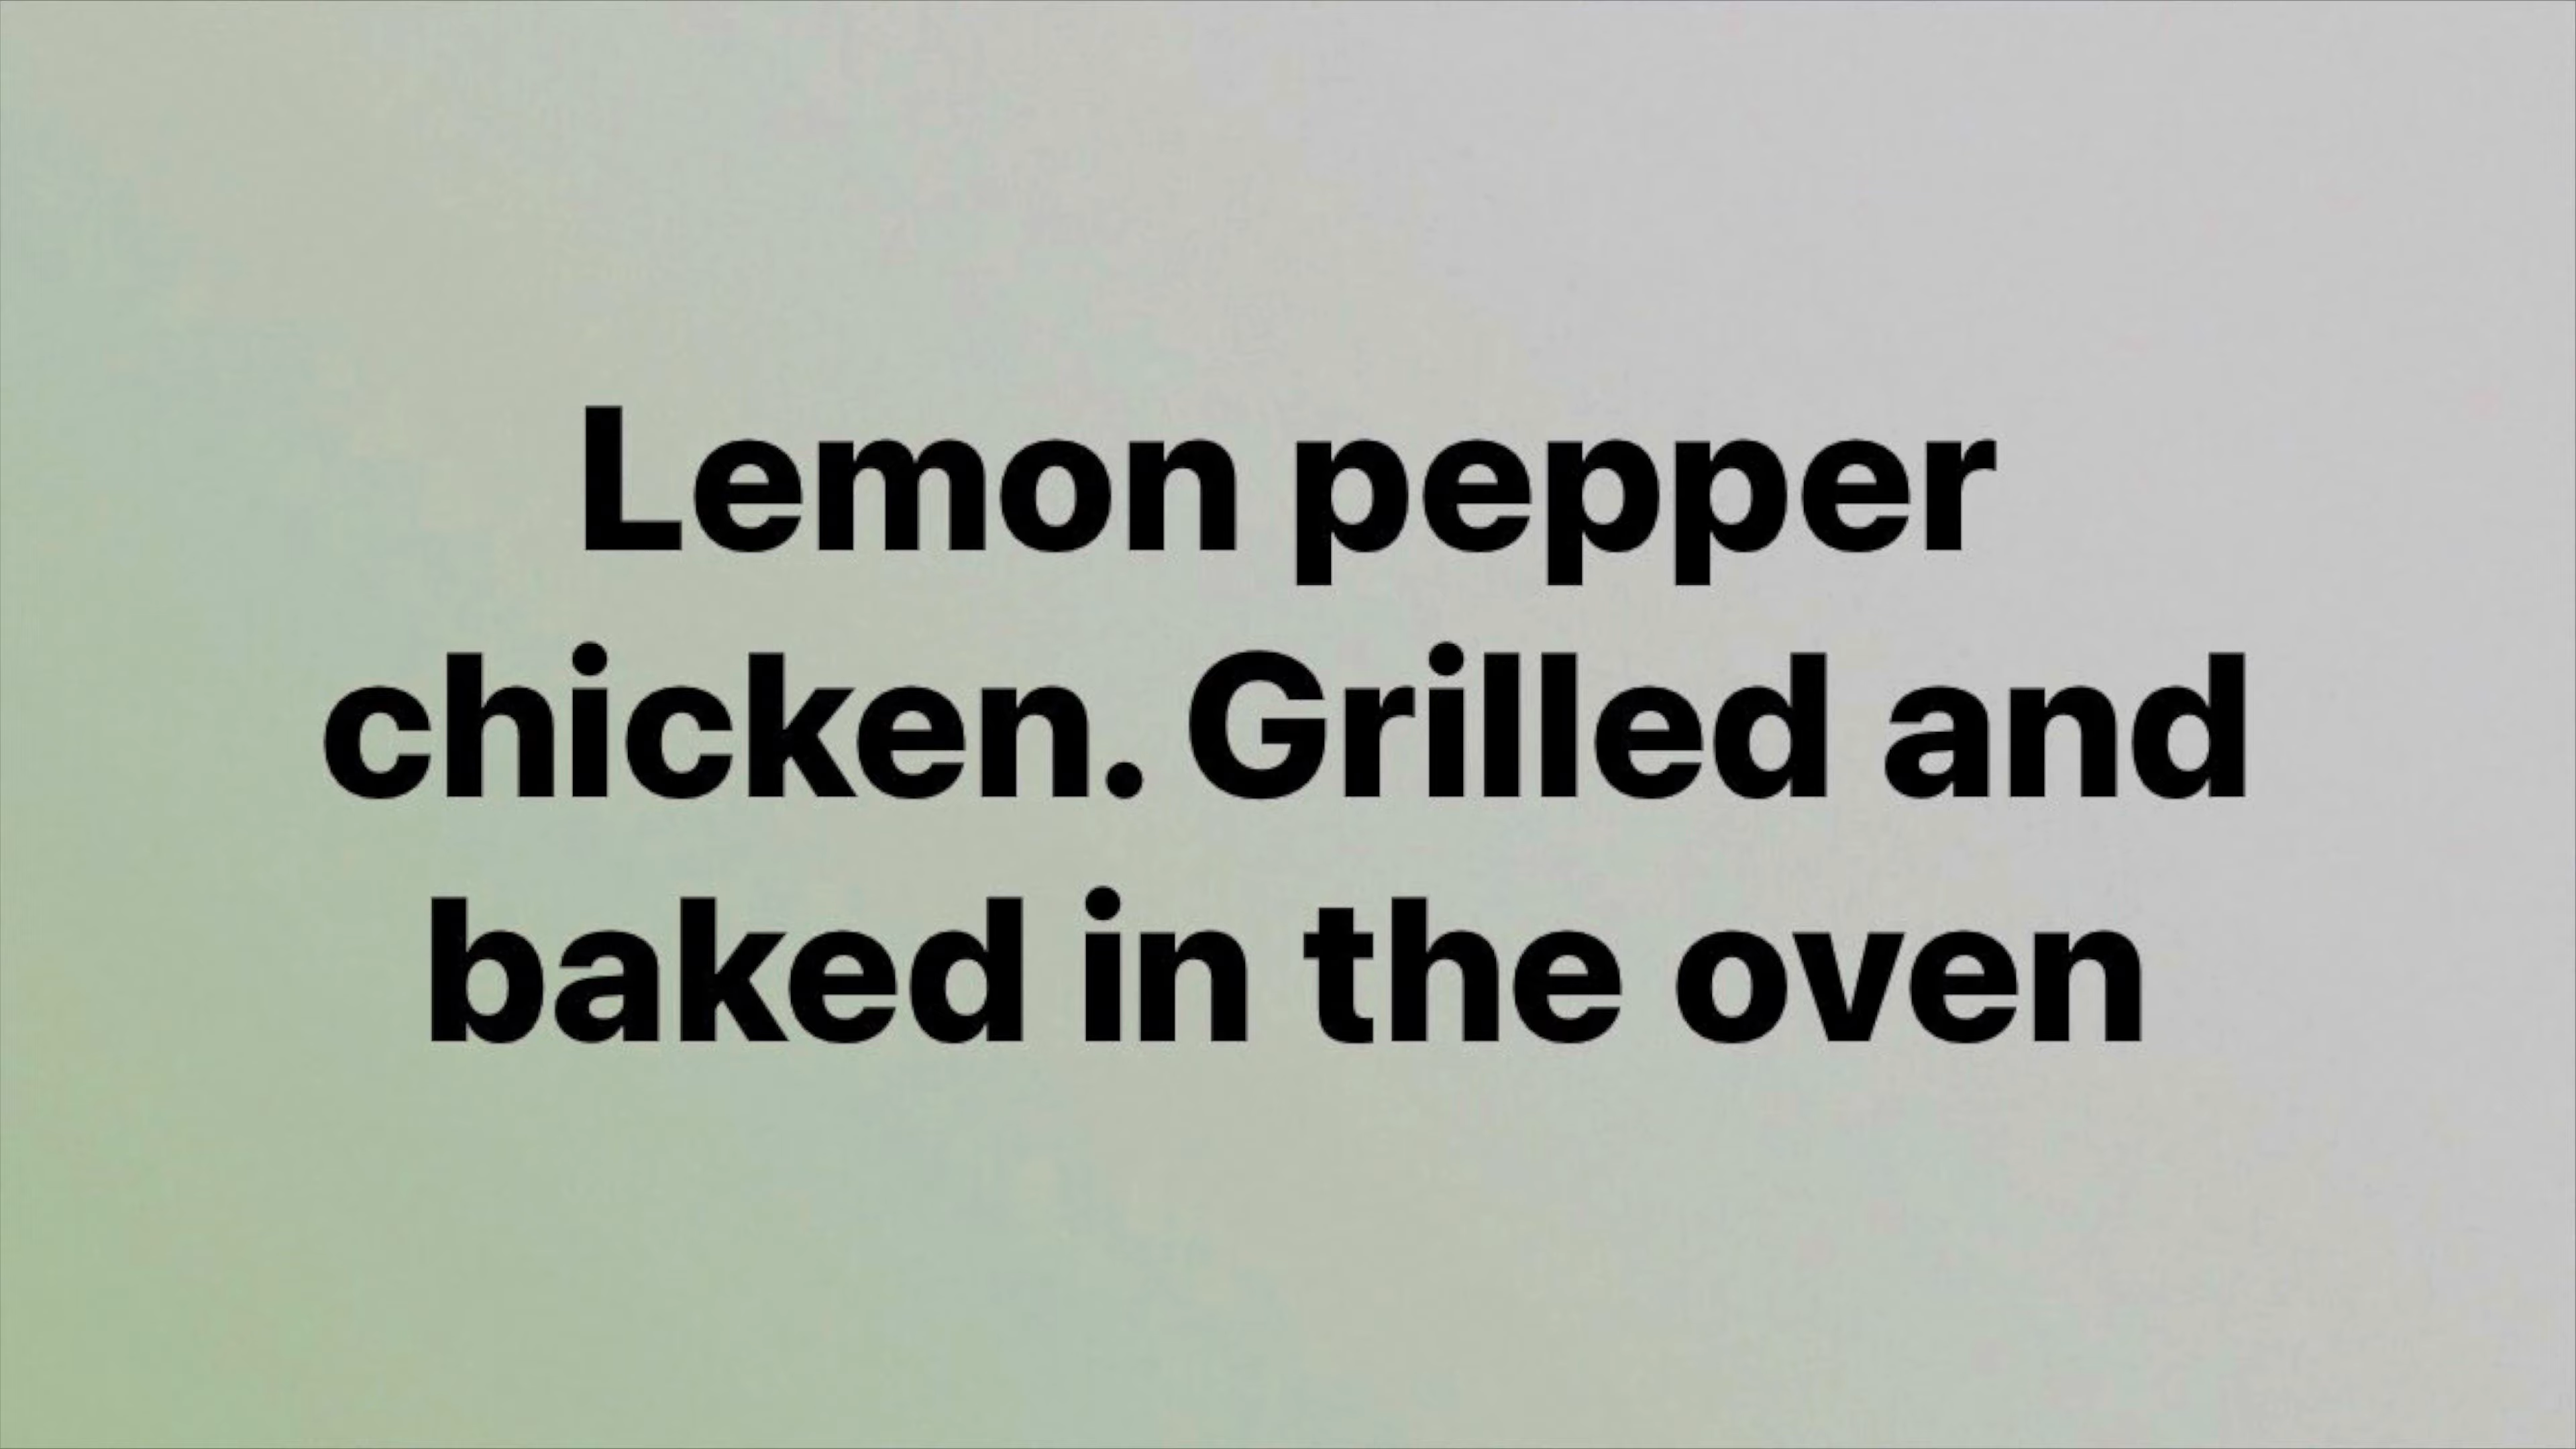 Lemon pepper
chicken. Grilled and
baked in the oven